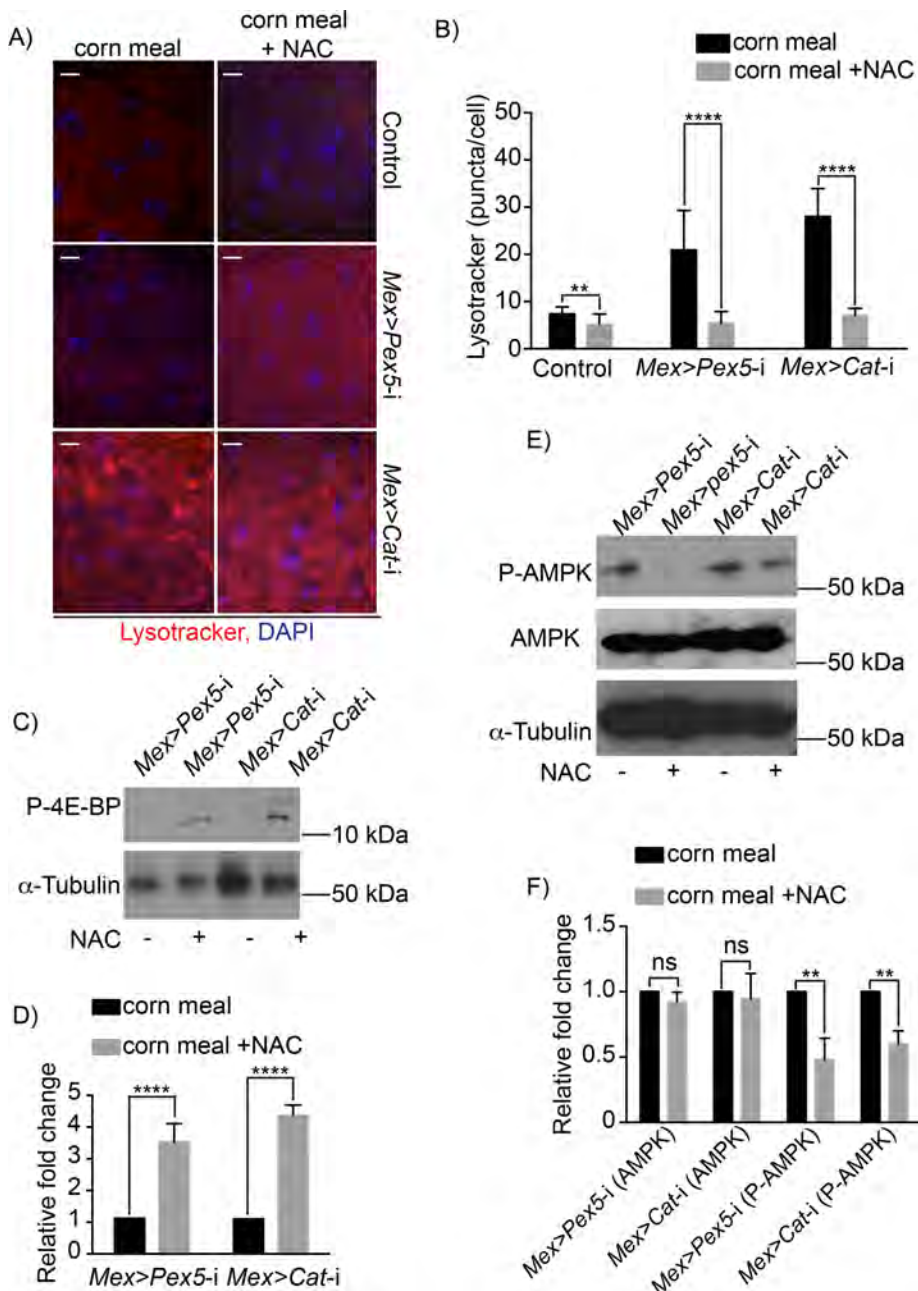 A)
corn meal
corn meal
+ NAC
Control
Mex>Pex5-i
Mex>Cat-i
Lysotracker, DAPI
B)
corn meal
corn meal +NAC
Lysotracker (puncta/cell)
50
40
30
20
10
0
**
****
****
Control
Mex>Pex5-i
Mex>Cat-i
C)
Mex>Pex5-i
Mex>Pex5-i
Mex>Cat-i
Mex>Cat-i
P-4E-BP
10 kDa
α-Tubulin
50 kDa
NAC - + - +
D)
corn meal
corn meal +NAC
Relative fold change
5
4
3
2
1
0
****
****
Mex>Pex5-i
Mex>Cat-i
E)
Mex>Pex5-i
Mex>pex5-i
Mex>Cat-i
Mex>Cat-i
P-AMPK
50 kDa
AMPK
50 kDa
α-Tubulin
50 kDa
NAC - + - +
F)
corn meal
corn meal +NAC
Relative fold change
1.5
1.0
0.5
0
ns
ns
**
**
Mex>Pex5-i (AMPK)
Mex>Cat-i (AMPK)
Mex>Pex5-i (P-AMPK)
Mex>Cat-i (P-AMPK)